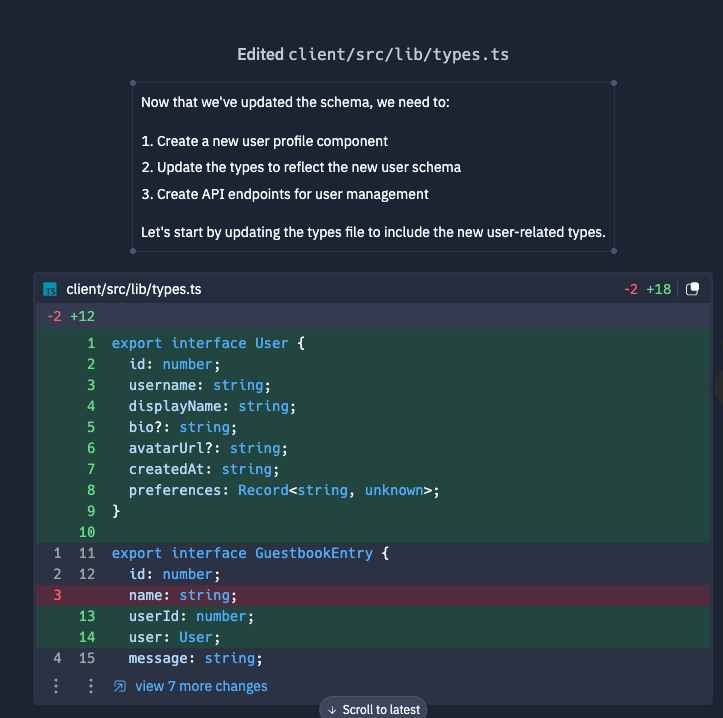 Edited client/src/lib/types.ts
Now that we've updated the schema, we need to:
1. Create a new user profile component
2. Update the types to reflect the new user schema
3. Create API endpoints for user management
Let's start by updating the types file to include the new user-related types.
TS client/src/lib/types.ts -2 +18
-2 +12
1 export interface User {
2 id: number;
3 username: string;
4 displayName: string;
5 bio?: string;
6 avatarUrl?: string;
7 createdAt: string;
8 preferences: Record<string, unknown>;
9 }
10
1 11 export interface GuestbookEntry {
2 12 id: number;
3 name: string;
13 userId: number;
14 user: User;
4 15 message: string;
⋮ ⋮ view 7 more changes
↓ Scroll to latest